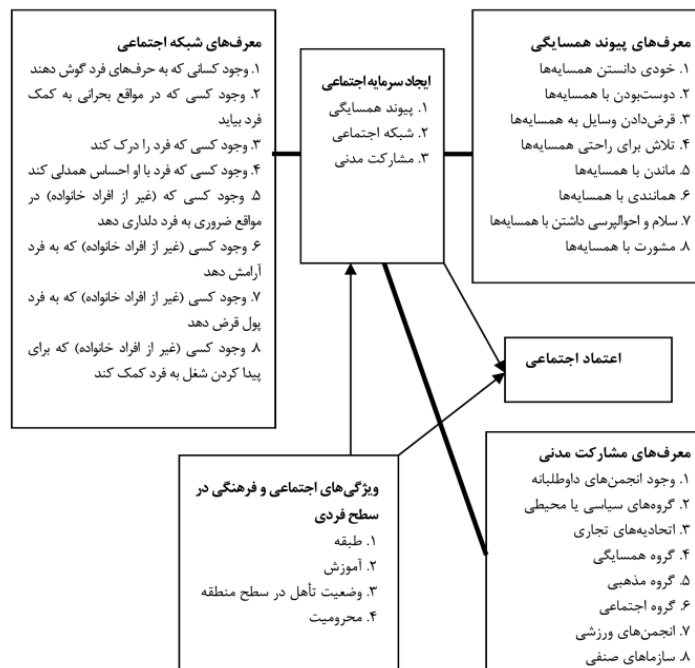 معرف‌های شبکه اجتماعی
۱. وجود کسانی که به حرف‌های فرد گوش دهند
۲. وجود کسی که در مواقع بحرانی به کمک
فرد بیاید
۳. وجود کسی که فرد را درک کند
۴. وجود کسی که فرد با او احساس همدلی کند
۵. وجود کسی که (غیر از افراد خانواده) در
مواقع ضروری به فرد دلداری دهد
۶. وجود کسی (غیر از افراد خانواده) که به فرد
آرامش دهد
۷. وجود کسی (غیر از افراد خانواده) که به فرد
پول قرض دهد
۸. وجود کسی (غیر از افراد خانواده) که برای
پیدا کردن شغل به فرد کمک کند
ایجاد سرمایه اجتماعی
۱. پیوند همسایگی
۲. شبکه اجتماعی
۳. مشارکت مدنی
معرف‌های پیوند همسایگی
۱. خودی دانستن همسایه‌ها
۲. دوست‌بودن با همسایه‌ها
۳. قرض‌دادن وسایل به همسایه‌ها
۴. تلاش برای راحتی همسایه‌ها
۵. ماندن با همسایه‌ها
۶. همانندی با همسایه‌ها
۷. سلام و احوالپرسی داشتن با همسایه‌ها
۸. مشورت با همسایه‌ها
اعتماد اجتماعی
ویژگی‌های اجتماعی و فرهنگی در
سطح فردی
۱. طبقه
۲. آموزش
۳. وضعیت تأهل در سطح منطقه
۴. محرومیت
معرف‌های مشارکت مدنی
۱. وجود انجمن‌های داوطلبانه
۲. گروه‌های سیاسی یا محیطی
۳. اتحادیه‌های تجاری
۴. گروه همسایگی
۵. گروه مذهبی
۶. گروه اجتماعی
۷. انجمن‌های ورزشی
۸. سازماهای صنفی